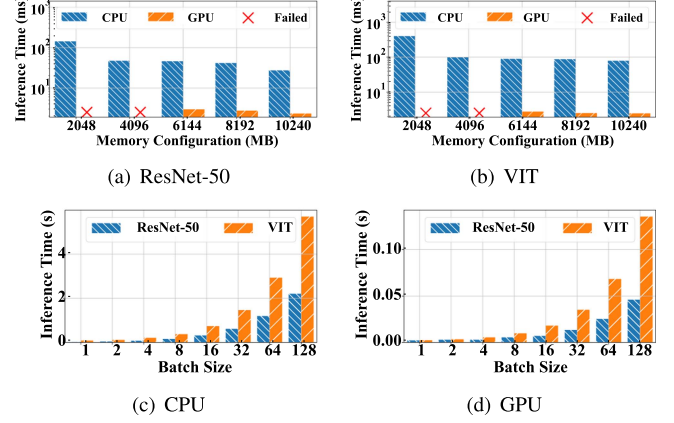 Inference Time (ms)
10³
10²
10¹
CPU GPU Failed
2048 4096 6144 8192 10240
Memory Configuration (MB)
(a) ResNet-50
Inference Time (ms)
10³
10²
10¹
CPU GPU Failed
2048 4096 6144 8192 10240
Memory Configuration (MB)
(b) VIT
Inference Time (s)
4
2
0
ResNet-50 VIT
1 2 4 8 16 32 64 128
Batch Size
(c) CPU
Inference Time (s)
0.10
0.05
0.00
ResNet-50 VIT
1 2 4 8 16 32 64 128
Batch Size
(d) GPU